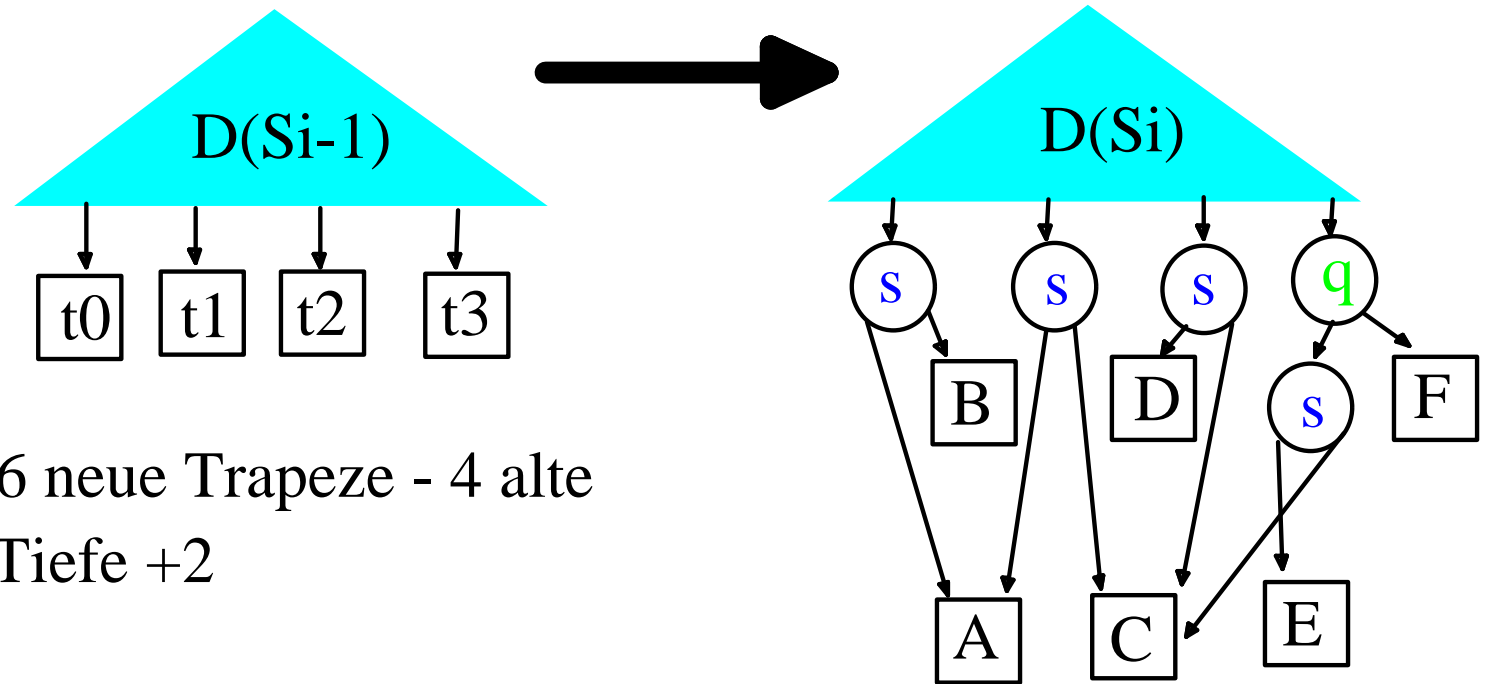 D(Si-1)
D(Si)
t0 t1 t2 t3
s s s q
B D s F
6 neue Trapeze - 4 alte
Tiefe +2
A C E